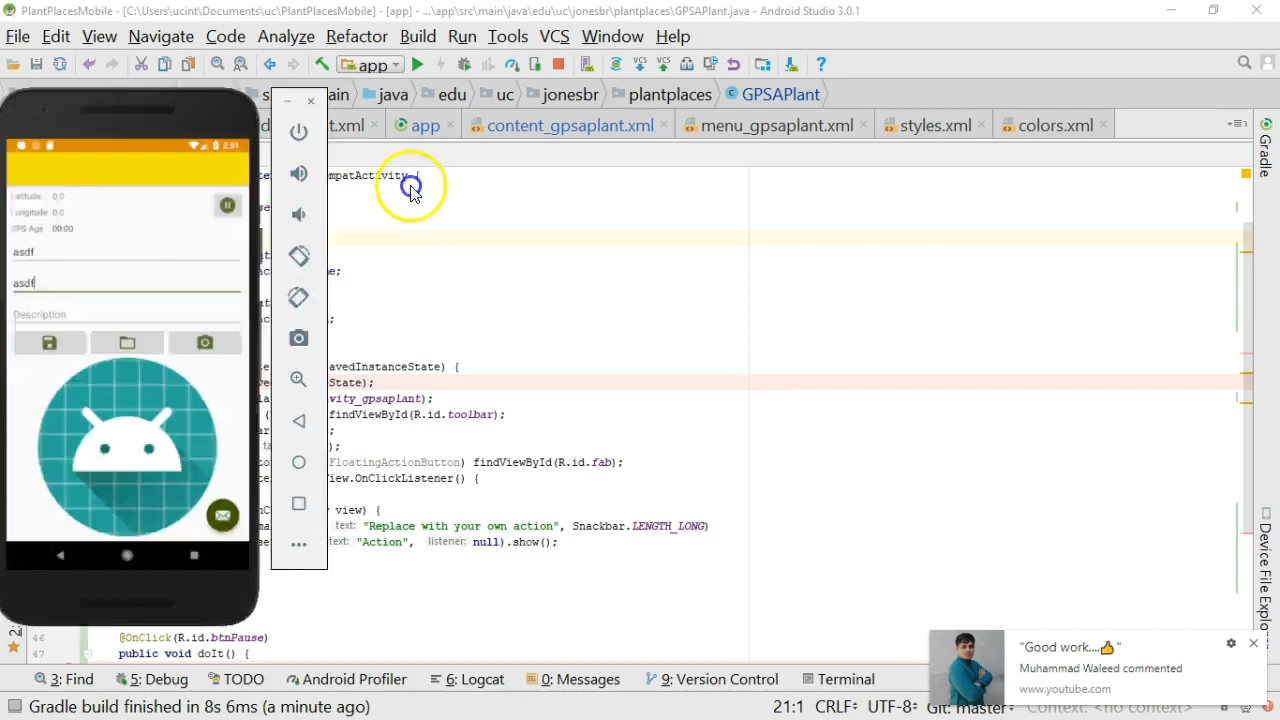 PlantPlacesMobile - [C:\Users\ucint\Documents\uc\jonesbr\PlantPlacesMobile] - [app] - ...\app\src\main\java\edu\uc\jonesbr\plantplaces\GPSAPlant.java - Android Studio 3.0.1
File Edit View Navigate Code Analyze Refactor Build Run Tools VCS Window Help
app
ain java edu uc jonesbr plantplaces GPSAPlant
t.xml app content_gpsaplant.xml menu_gpsaplant.xml styles.xml colors.xml
Gradle
Device File Explorer
2:51
Latitude 0.0
Longitude 0.0
GPS Age 00:00
asdf
asdf
Description
mpatActivity {
e;
;
avedInstanceState) {
State);
vity_gpsaplant);
findViewById(R.id.toolbar);
;
);
FloatingActionButton) findViewById(R.id.fab);
iew.OnClickListener() {
view) {
text: "Replace with your own action", Snackbar.LENGTH_LONG)
text: "Action", listener: null).show();
46 @OnClick(R.id.btnPause)
47 public void doIt() {
"Good work....👍"
Muhammad Waleed commented
www.youtube.com
3: Find 5: Debug TODO Android Profiler 6: Logcat 0: Messages 9: Version Control Terminal
Gradle build finished in 8s 6ms (a minute ago) 21:1 CRLF÷ UTF-8÷ Git: master÷ Context: <no context>